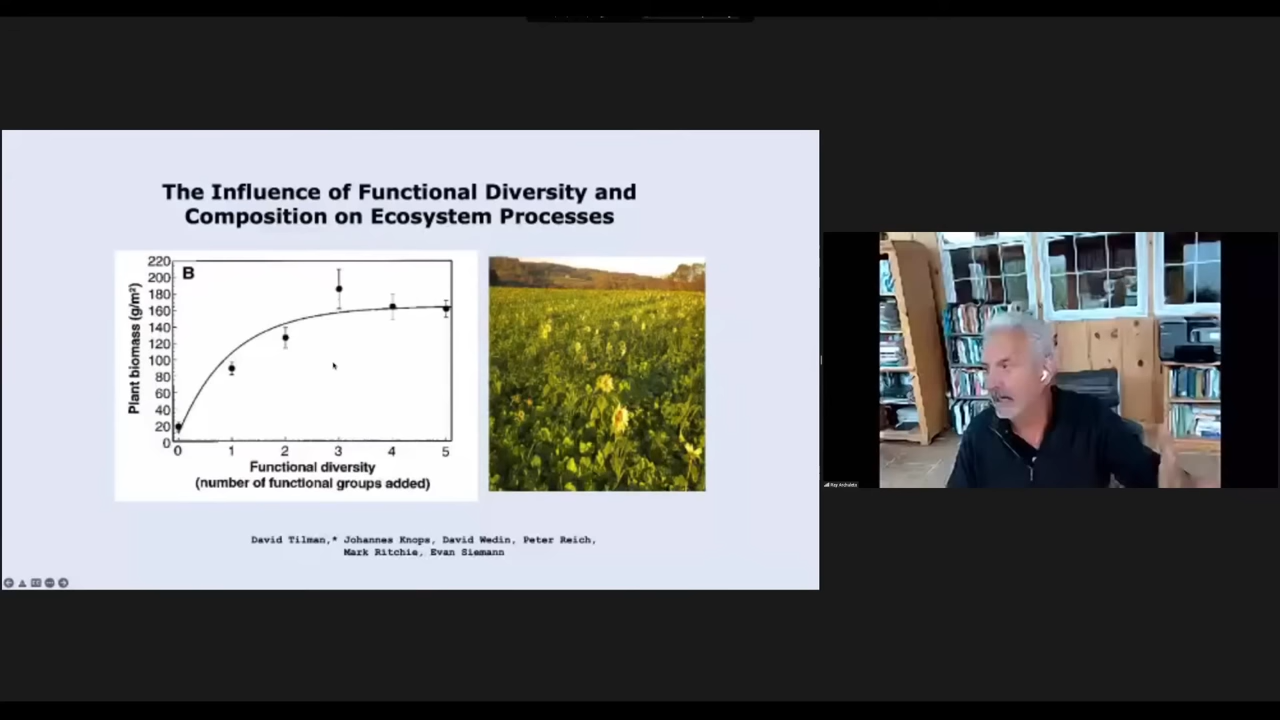 The Influence of Functional Diversity and
Composition on Ecosystem Processes
B
Plant biomass (g/m²)
220
200
180
160
140
120
100
80
60
40
20
0
0 1 2 3 4 5
Functional diversity
(number of functional groups added)
David Tilman,* Johannes Knops, David Wedin, Peter Reich,
Mark Ritchie, Evan Siemann
Ray Archuleta